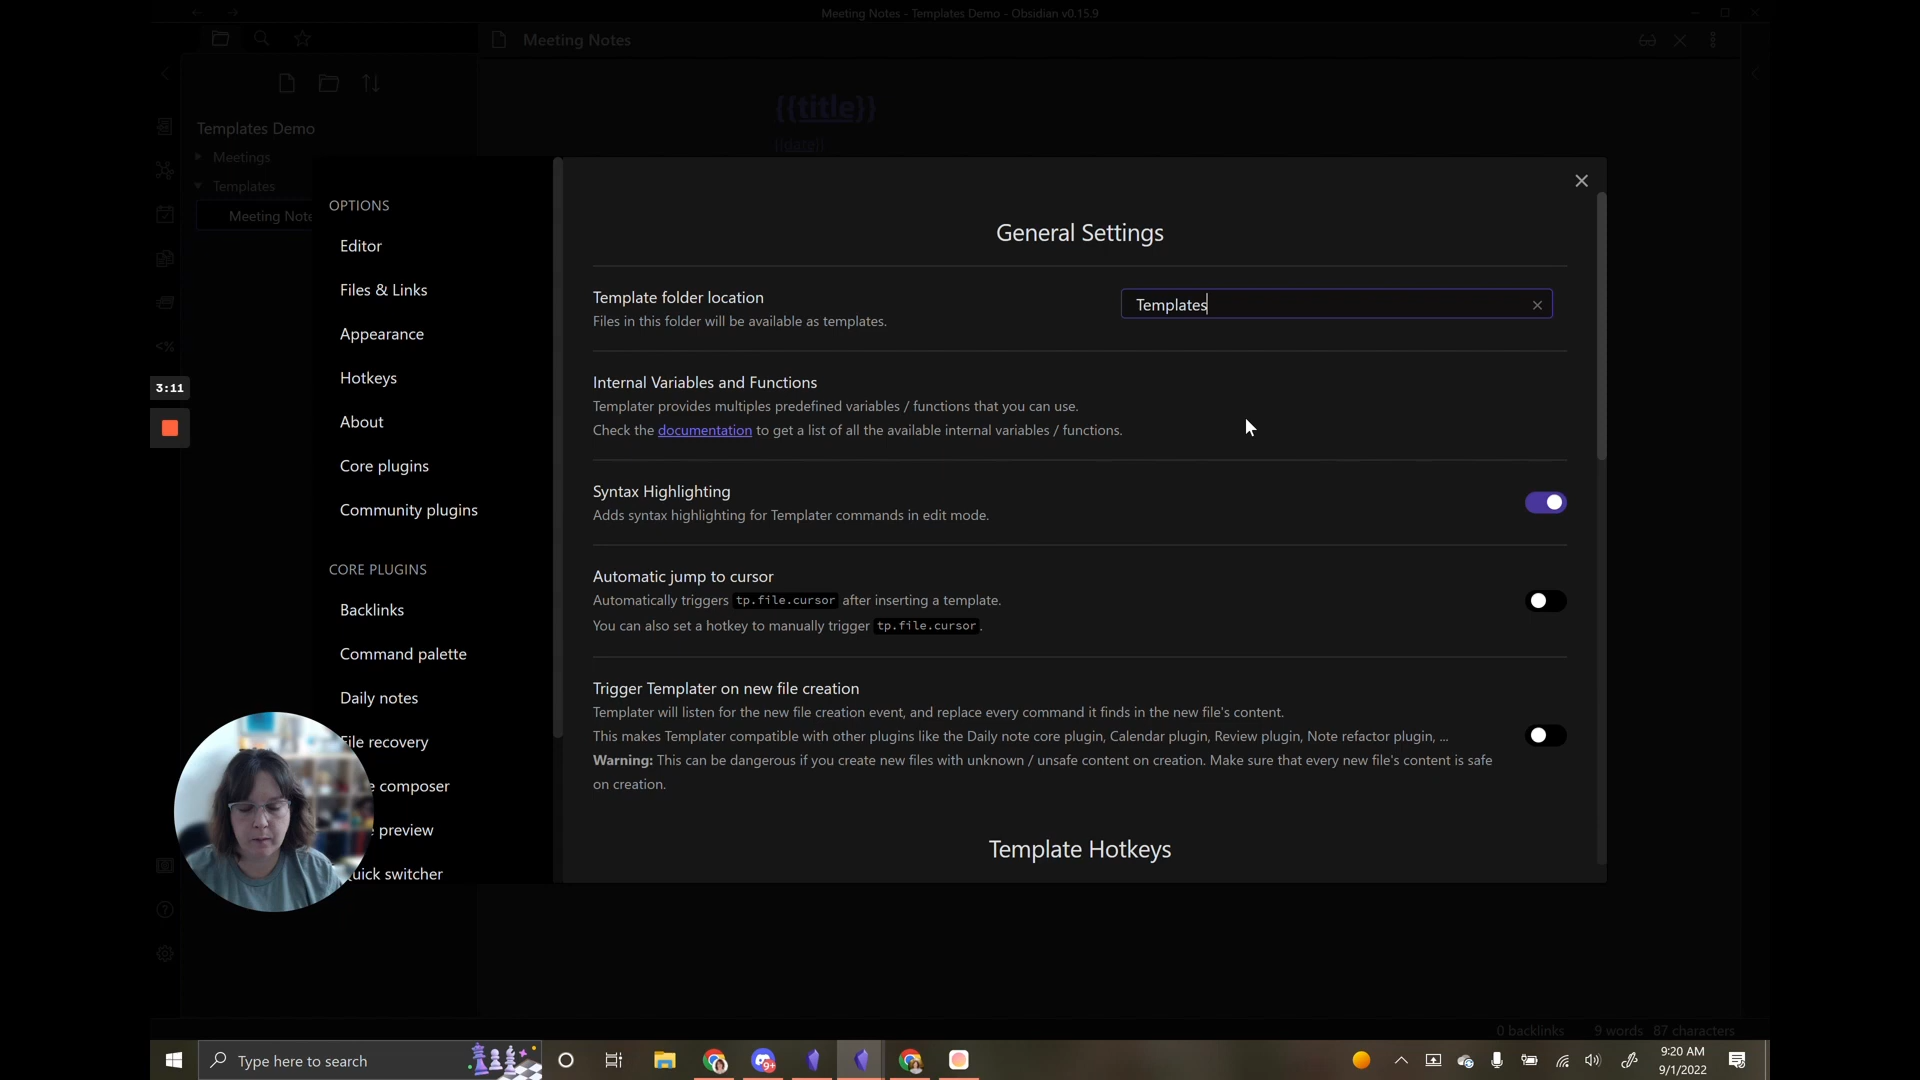 Meeting Notes - Templates Demo - Obsidian v0.15.9
Meeting Notes
{{title}}
{{date}}
Templates Demo
Meetings
Templates
Meeting Note
3:11
OPTIONS
Editor
Files & Links
Appearance
Hotkeys
About
Core plugins
Community plugins
CORE PLUGINS
Backlinks
Command palette
Daily notes
File recovery
composer
preview
Quick switcher
General Settings
Template folder location
Templates
Files in this folder will be available as templates.
Internal Variables and Functions
Templater provides multiples predefined variables / functions that you can use.
Check the documentation to get a list of all the available internal variables / functions.
Syntax Highlighting
Adds syntax highlighting for Templater commands in edit mode.
Automatic jump to cursor
Automatically triggers tp.file.cursor after inserting a template.
You can also set a hotkey to manually trigger tp.file.cursor.
Trigger Templater on new file creation
Templater will listen for the new file creation event, and replace every command it finds in the new file's content.
This makes Templater compatible with other plugins like the Daily note core plugin, Calendar plugin, Review plugin, Note refactor plugin, ...
Warning: This can be dangerous if you create new files with unknown / unsafe content on creation. Make sure that every new file's content is safe
on creation.
Template Hotkeys
0 backlinks 9 words 87 characters
Type here to search
9+
9:20 AM
9/1/2022